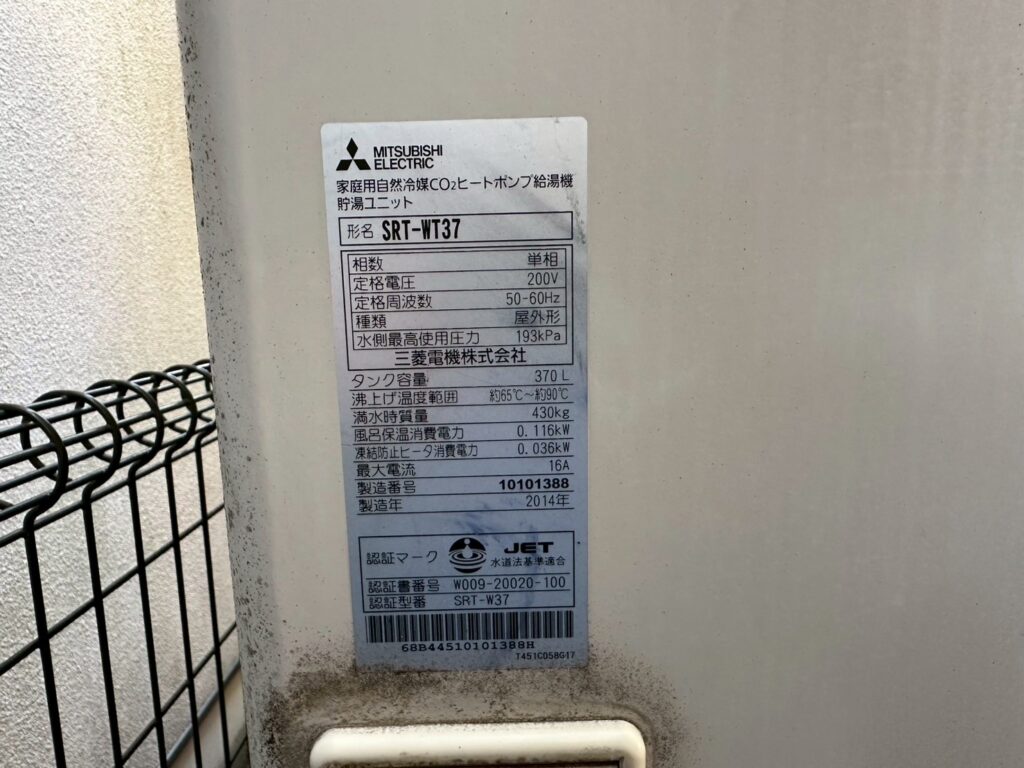 MITSUBISHI
ELECTRIC
家庭用自然冷媒CO₂ヒートポンプ給湯機
貯湯ユニット
形名 SRT-WT37
相数 単相
定格電圧 200V
定格周波数 50-60Hz
種類 屋外形
水側最高使用圧力 193kPa
三菱電機株式会社
タンク容量 370 L
沸上げ温度範囲 約65℃～約90℃
満水時質量 430kg
風呂保温消費電力 0.116kW
凍結防止ヒータ消費電力 0.036kW
最大電流 16A
製造番号 10101388
製造年 2014年
認証マーク JET
水道法基準適合
認証書番号 W009-20020-100
認証型番 SRT-W37
68B44510101388H
T451C058G17